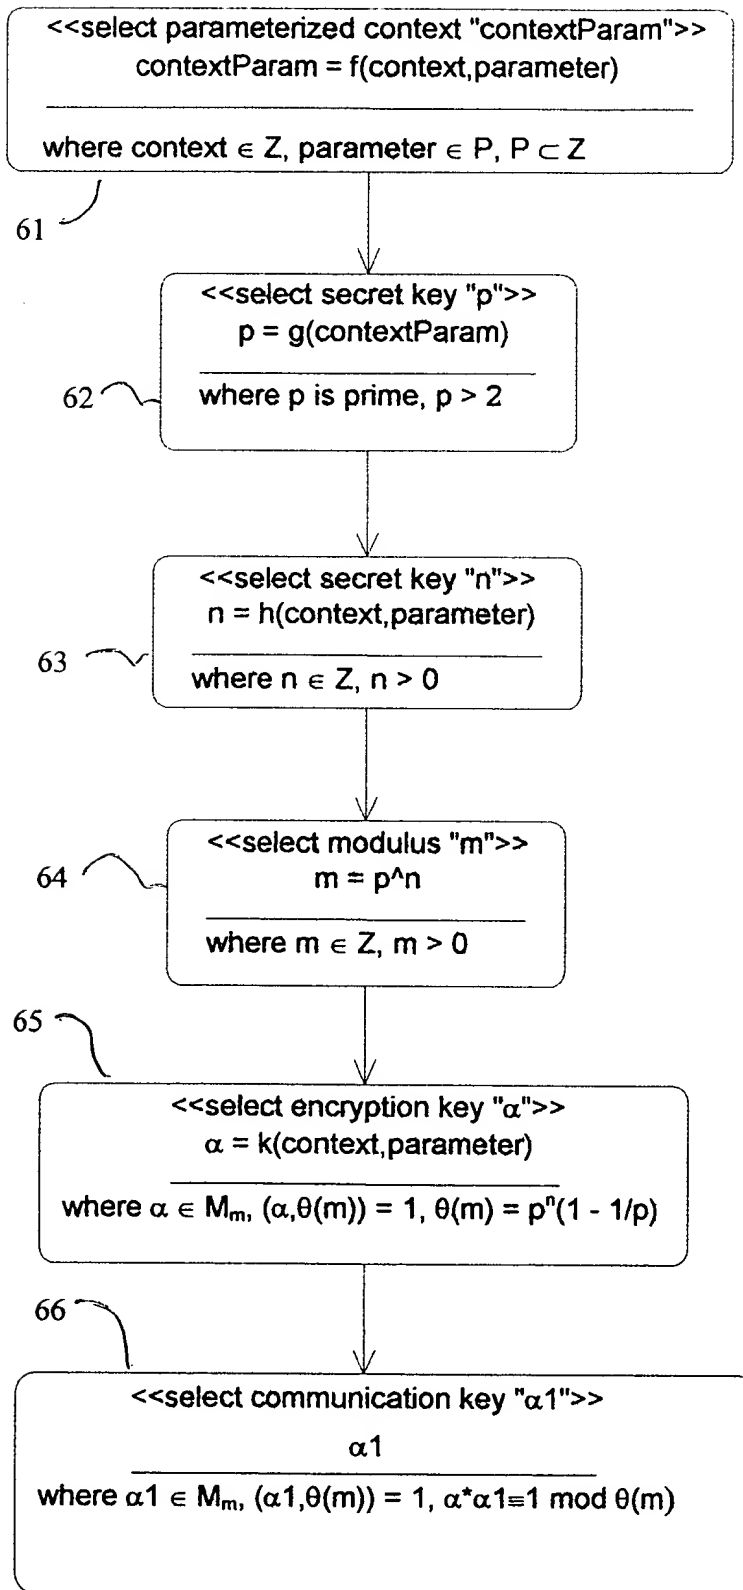 <<select parameterized context "contextParam">>
contextParam = f(context,parameter)
where context ∈ Z, parameter ∈ P, P ⊂ Z
61
<<select secret key "p">>
p = g(contextParam)
62
where p is prime, p > 2
<<select secret key "n">>
n = h(context,parameter)
63
where n ∈ Z, n > 0
<<select modulus "m">>
m = p^n
64
where m ∈ Z, m > 0
65
<<select encryption key "α">>
α = k(context,parameter)
where α ∈ Mₘ, (α,θ(m)) = 1, θ(m) = pⁿ(1 - 1/p)
66
<<select communication key "α1">>
α1
where α1 ∈ Mₘ, (α1,θ(m)) = 1, α*α1≡1 mod θ(m)